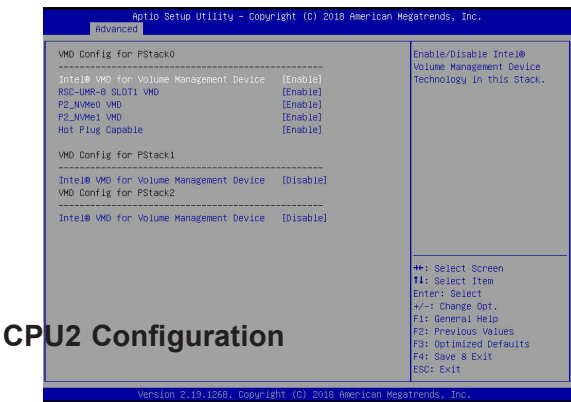 Aptio Setup Utility – Copyright (C) 2018 American Megatrends, Inc.
Advanced
VMD Config for PStack0
------------------------------------------------------
Intel® VMD for Volume Management Device [Enable]
RSC-UMR-8 SLOT1 VMD [Enable]
P2_NVMe0 VMD [Enable]
P2_NVMe1 VMD [Enable]
Hot Plug Capable [Enable]
VMD Config for PStack1
------------------------------------------------------
Intel® VMD for Volume Management Device [Disable]
VMD Config for PStack2
------------------------------------------------------
Intel® VMD for Volume Management Device [Disable]
Enable/Disable Intel®
Volume Management Device
Technology in this Stack.
→←: Select Screen
↑↓: Select Item
Enter: Select
+/-: Change Opt.
F1: General Help
F2: Previous Values
F3: Optimized Defaults
F4: Save & Exit
ESC: Exit
CPU2 Configuration
Version 2.19.1268. Copyright (C) 2018 American Megatrends, Inc.